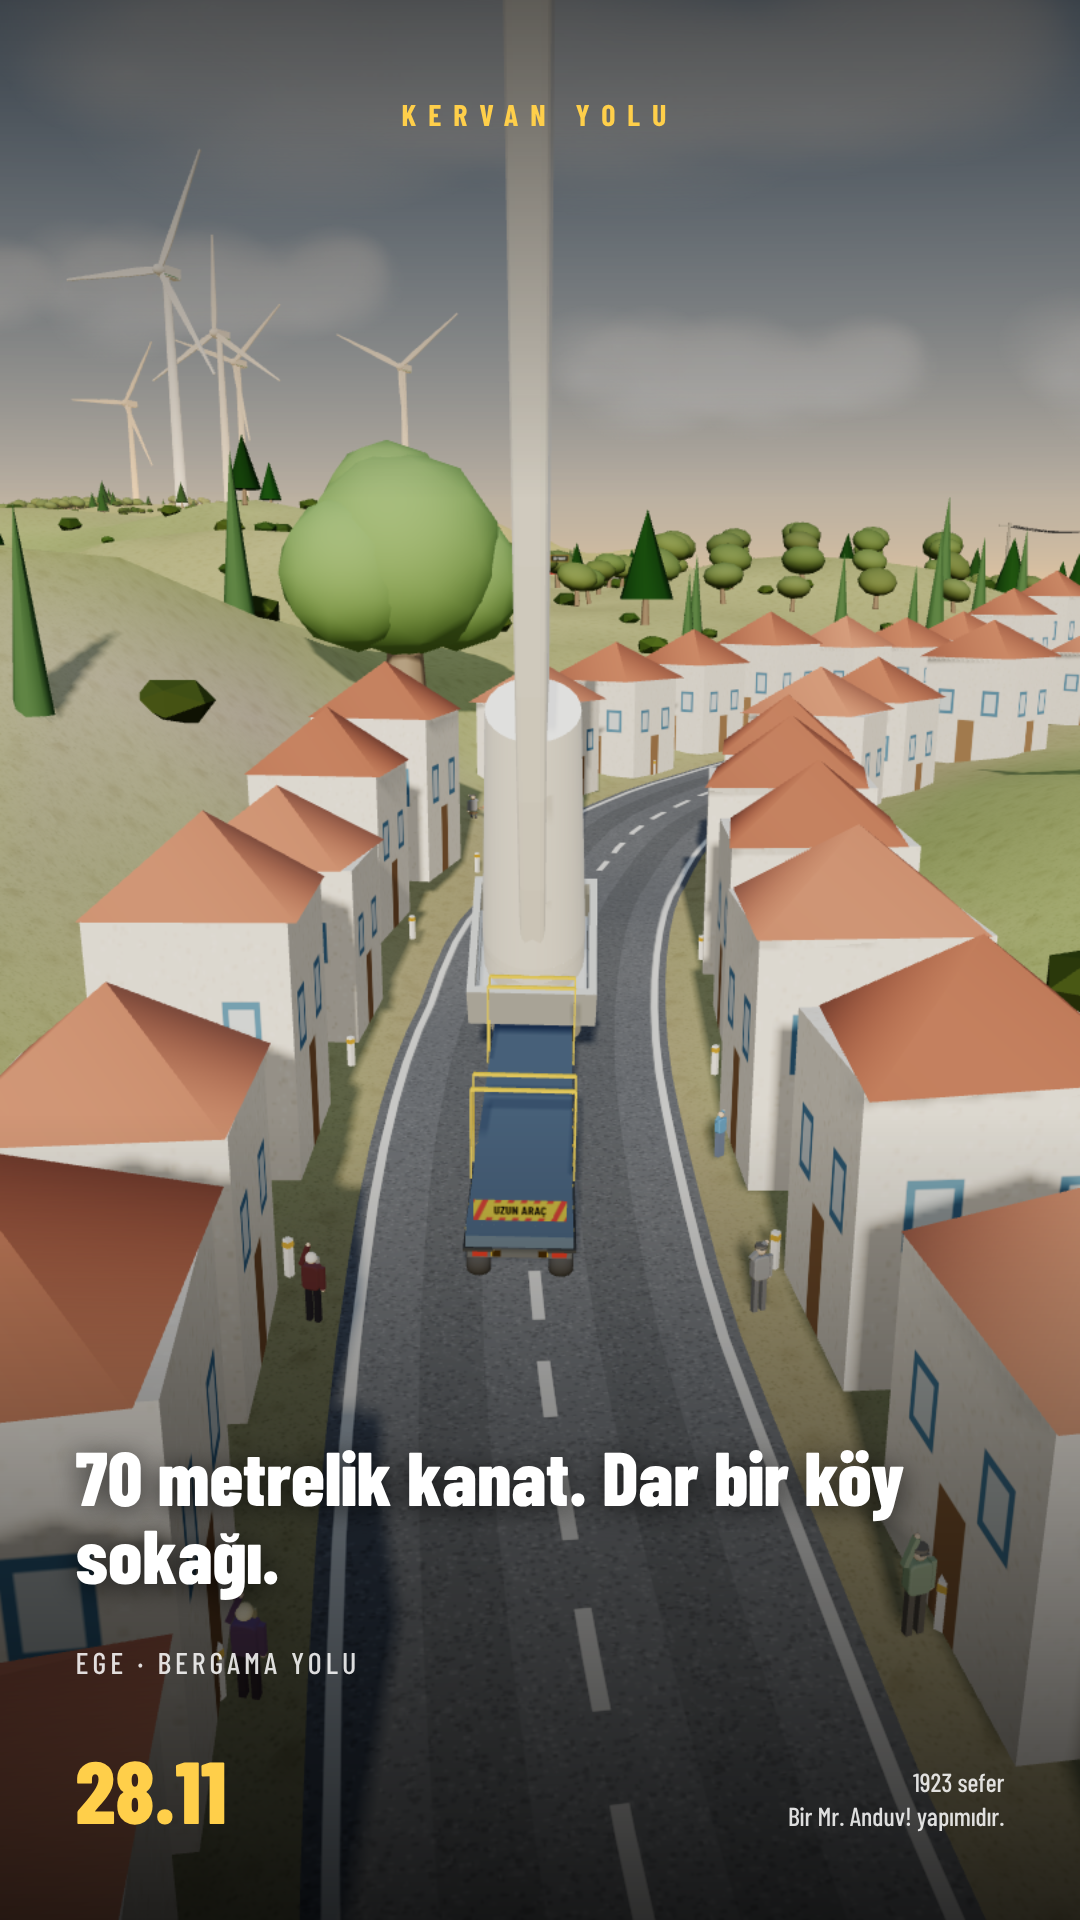 KERVAN YOLU
UZUN ARAÇ
70 metrelik kanat. Dar bir köy
sokağı.
EGE · BERGAMA YOLU
28.11
1923 sefer
Bir Mr. Anduv! yapımıdır.